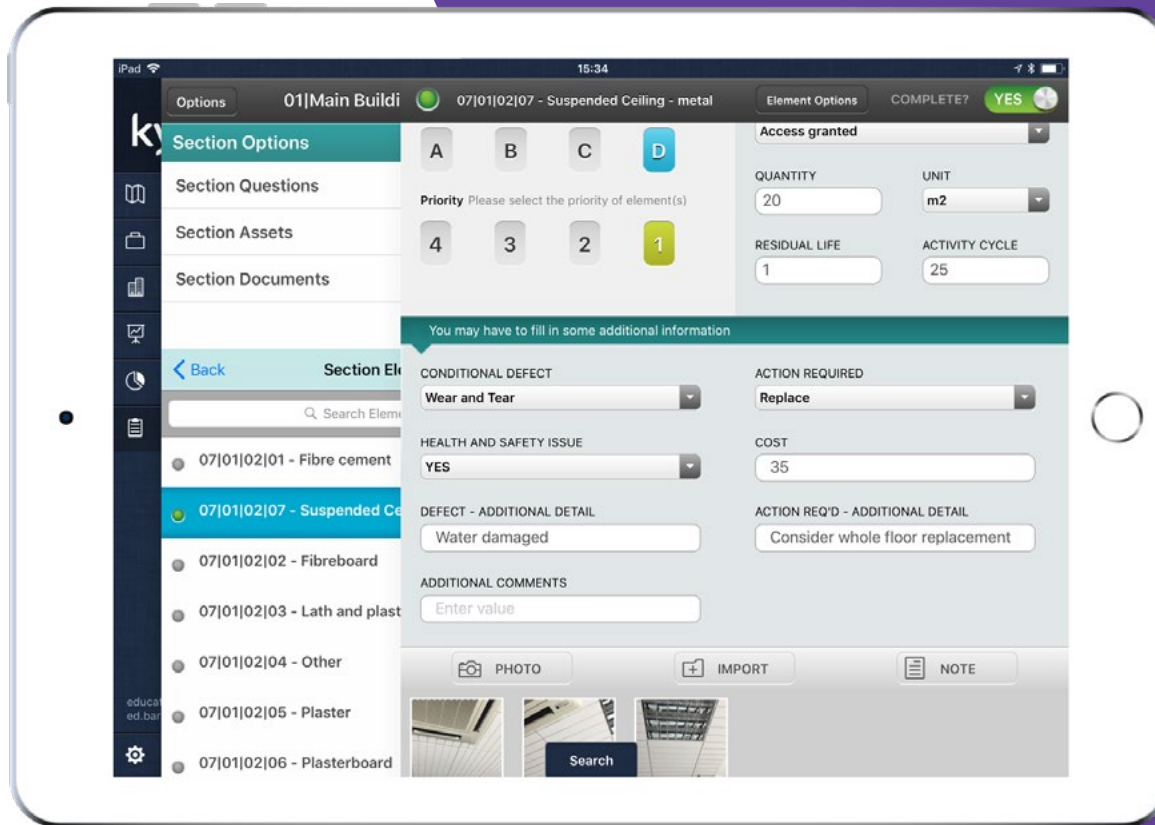 iPad 15:34
Options 01|Main Buildi 07|01|02|07 - Suspended Ceiling - metal Element Options COMPLETE? YES
ky
Section Options
Section Questions
Section Assets
Section Documents
Back Section Ele
Search Eleme
07|01|02|01 - Fibre cement
07|01|02|07 - Suspended Ce
07|01|02|02 - Fibreboard
07|01|02|03 - Lath and plast
07|01|02|04 - Other
07|01|02|05 - Plaster
07|01|02|06 - Plasterboard
educat
ed.bar
A B C D
Priority Please select the priority of element(s)
4 3 2 1
Access granted
QUANTITY UNIT
20 m2
RESIDUAL LIFE ACTIVITY CYCLE
1 25
You may have to fill in some additional information
CONDITIONAL DEFECT ACTION REQUIRED
Wear and Tear Replace
HEALTH AND SAFETY ISSUE COST
YES 35
DEFECT - ADDITIONAL DETAIL ACTION REQ'D - ADDITIONAL DETAIL
Water damaged Consider whole floor replacement
ADDITIONAL COMMENTS
Enter value
PHOTO IMPORT NOTE
Search